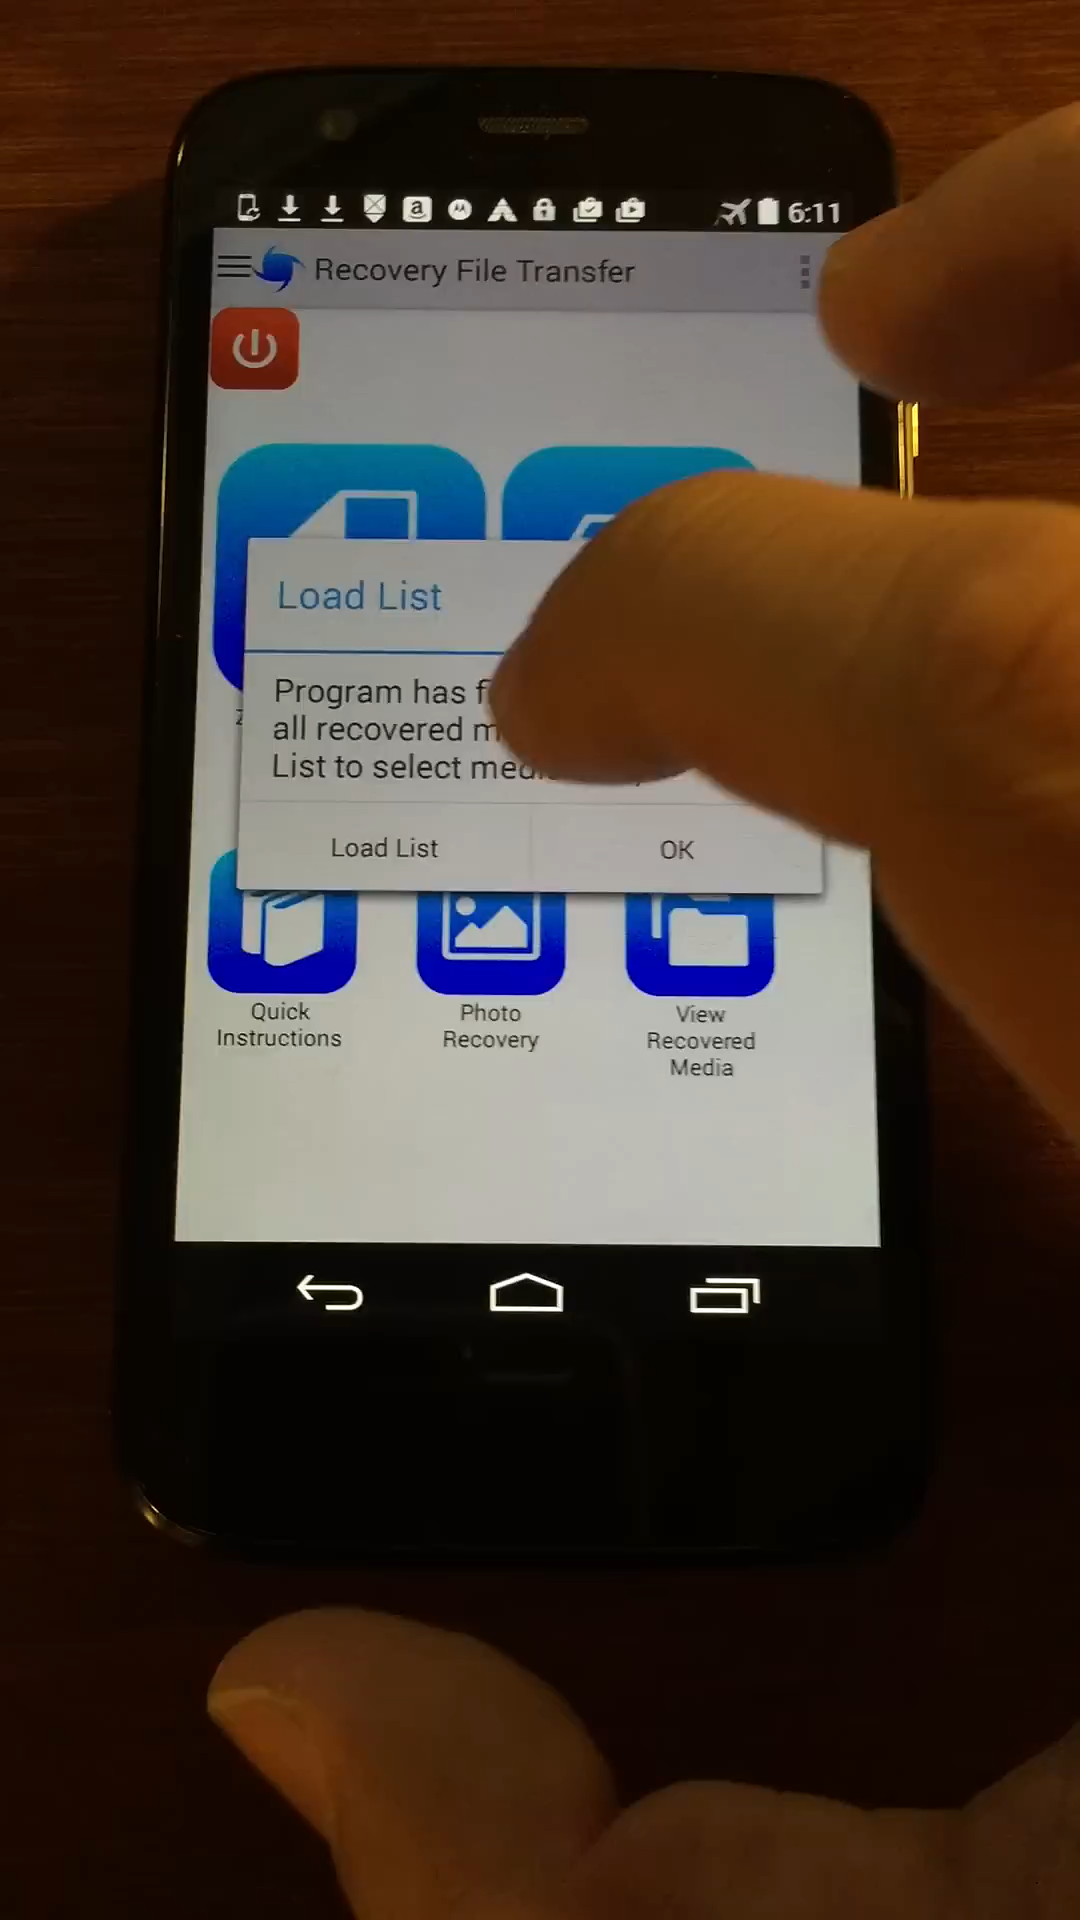 6:11
Recovery File Transfer
Load List
Program has
all recovered
List to select
Load List
OK
Quick
Instructions
Photo
Recovery
View
Recovered
Media